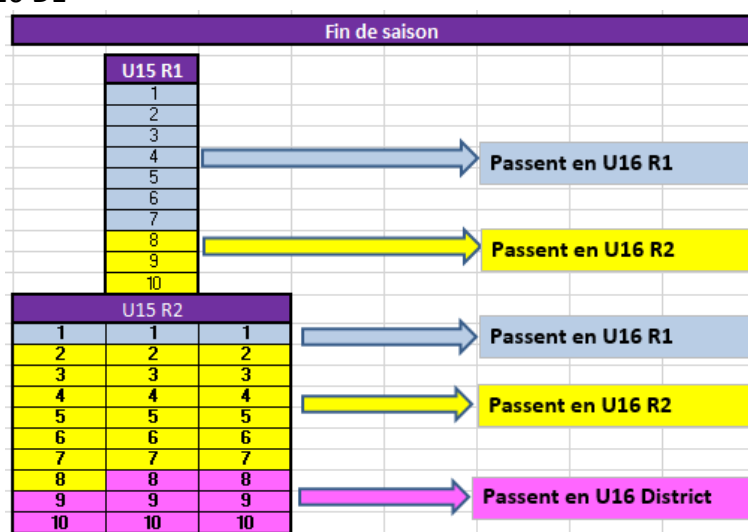 Fin de saison
U15 R1
1
2
3
4
5
6
7
8
9
10
Passent en U16 R1
Passent en U16 R2
U15 R2
1 1 1
2 2 2
3 3 3
4 4 4
5 5 5
6 6 6
7 7 7
8 8 8
9 9 9
10 10 10
Passent en U16 R1
Passent en U16 R2
Passent en U16 District